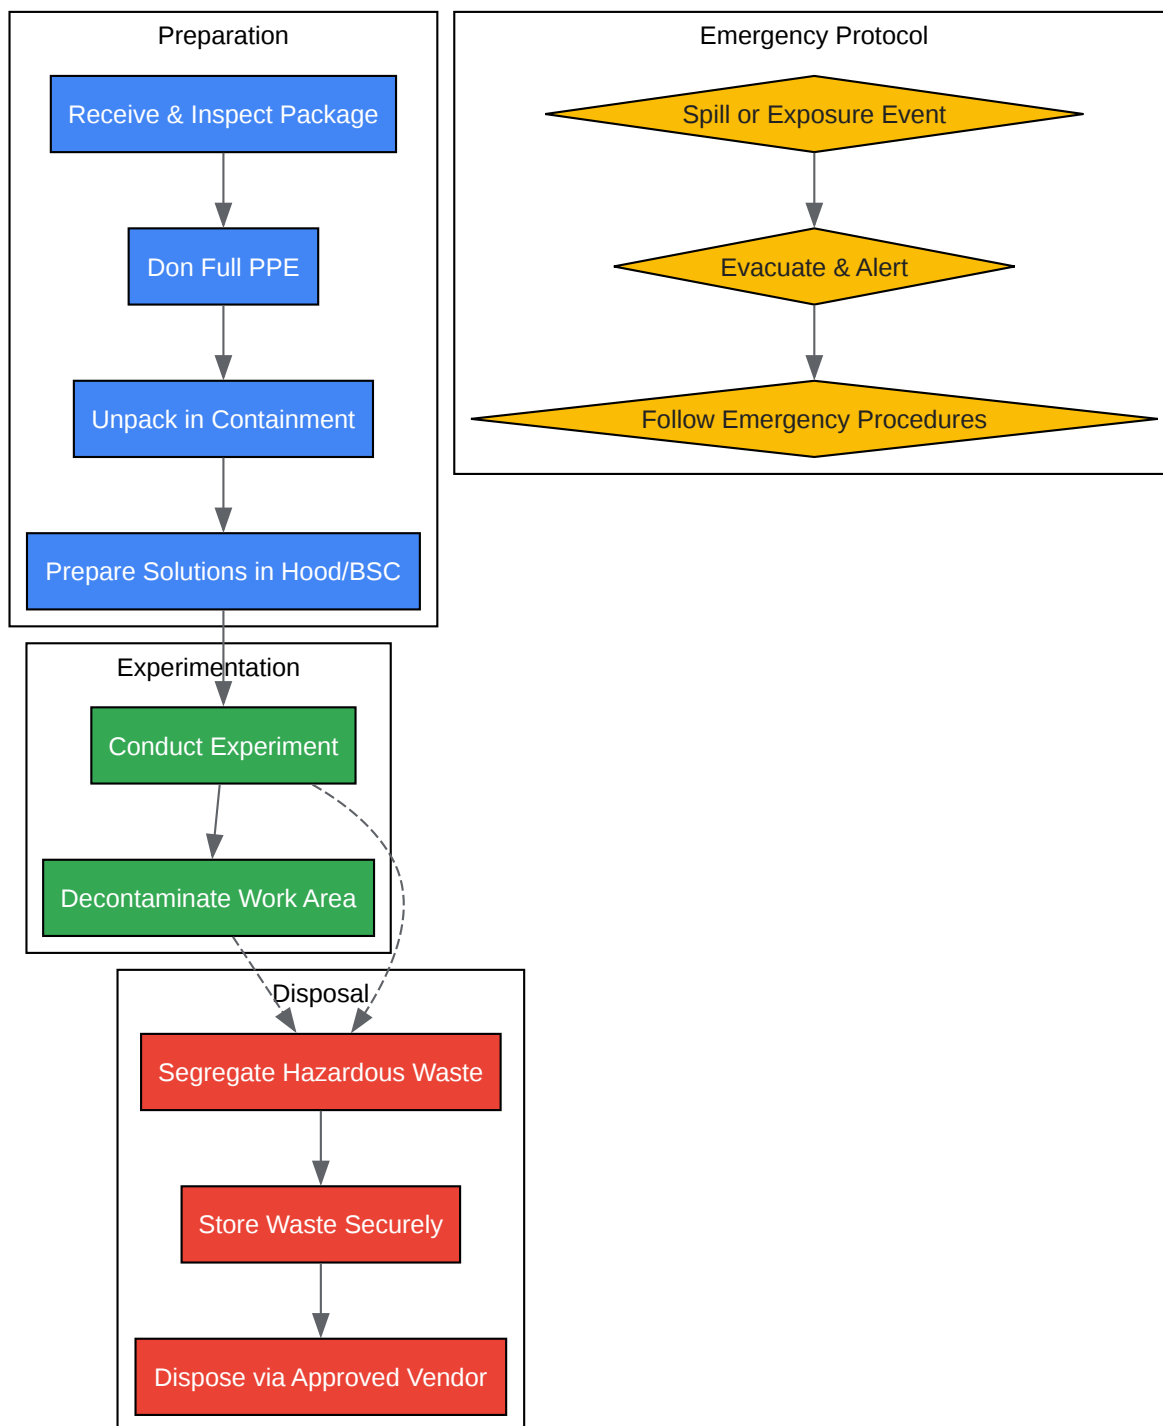 Preparation
Receive & Inspect Package
Don Full PPE
Unpack in Containment
Prepare Solutions in Hood/BSC
Emergency Protocol
Spill or Exposure Event
Evacuate & Alert
Follow Emergency Procedures
Experimentation
Conduct Experiment
Decontaminate Work Area
Disposal
Segregate Hazardous Waste
Store Waste Securely
Dispose via Approved Vendor